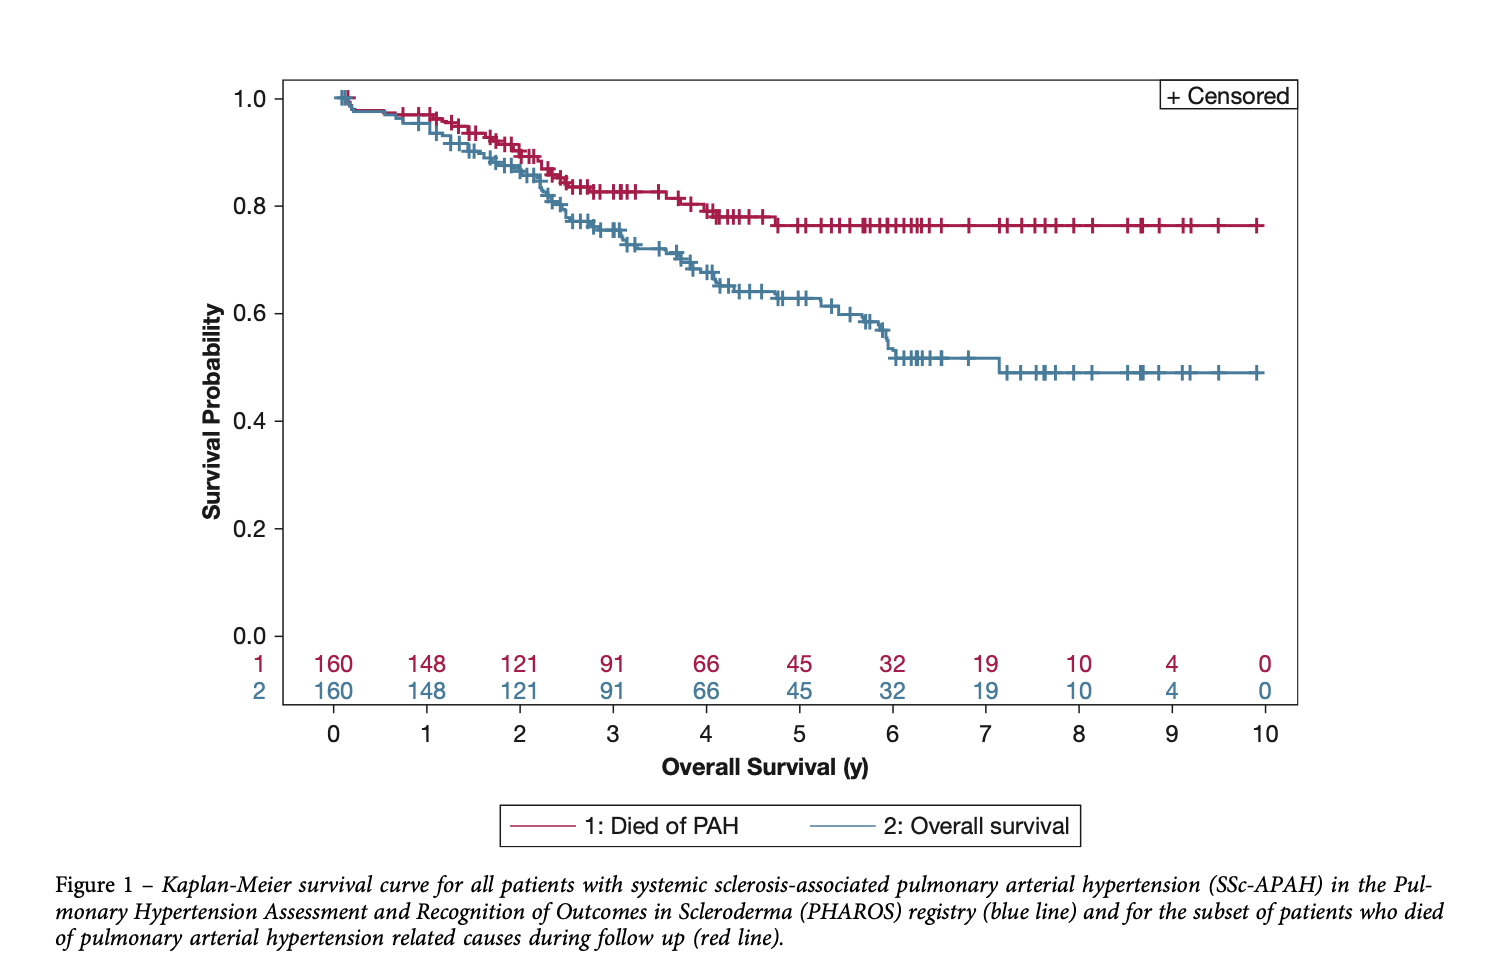 + Censored
1.0
0.8
0.6
0.4
0.2
0.0
Survival Probability
1 160 148 121 91 66 45 32 19 10 4 0
2 160 148 121 91 66 45 32 19 10 4 0
0 1 2 3 4 5 6 7 8 9 10
Overall Survival (y)
1: Died of PAH 2: Overall survival
Figure 1 – Kaplan-Meier survival curve for all patients with systemic sclerosis-associated pulmonary arterial hypertension (SSc-APAH) in the Pul-
monary Hypertension Assessment and Recognition of Outcomes in Scleroderma (PHAROS) registry (blue line) and for the subset of patients who died
of pulmonary arterial hypertension related causes during follow up (red line).